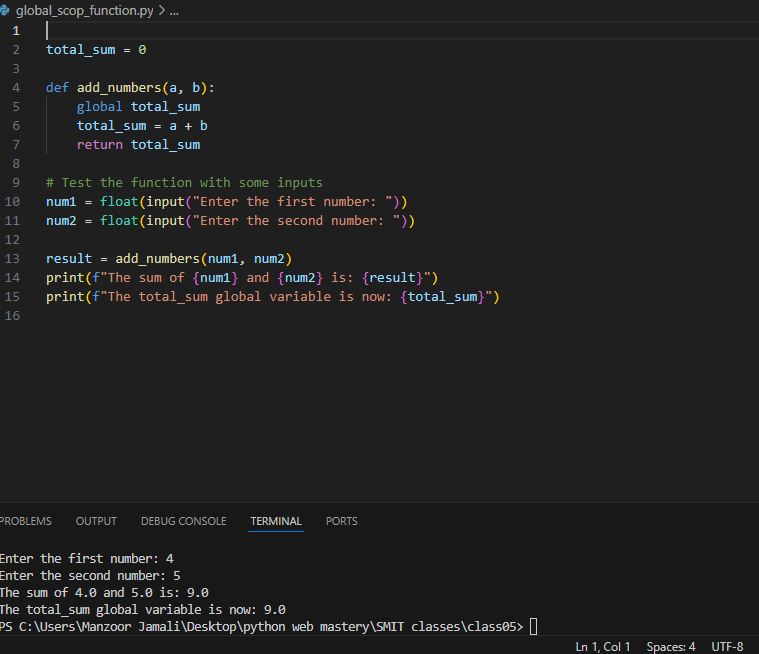 global_scop_function.py > ...
1
2 total_sum = 0
3
4 def add_numbers(a, b):
5     global total_sum
6     total_sum = a + b
7     return total_sum
8
9 # Test the function with some inputs
10 num1 = float(input("Enter the first number: "))
11 num2 = float(input("Enter the second number: "))
12
13 result = add_numbers(num1, num2)
14 print(f"The sum of {num1} and {num2} is: {result}")
15 print(f"The total_sum global variable is now: {total_sum}")
16
PROBLEMS OUTPUT DEBUG CONSOLE TERMINAL PORTS
Enter the first number: 4
Enter the second number: 5
The sum of 4.0 and 5.0 is: 9.0
The total_sum global variable is now: 9.0
PS C:\Users\Manzoor Jamali\Desktop\python web mastery\SMIT classes\class05>
Ln 1, Col 1 Spaces: 4 UTF-8